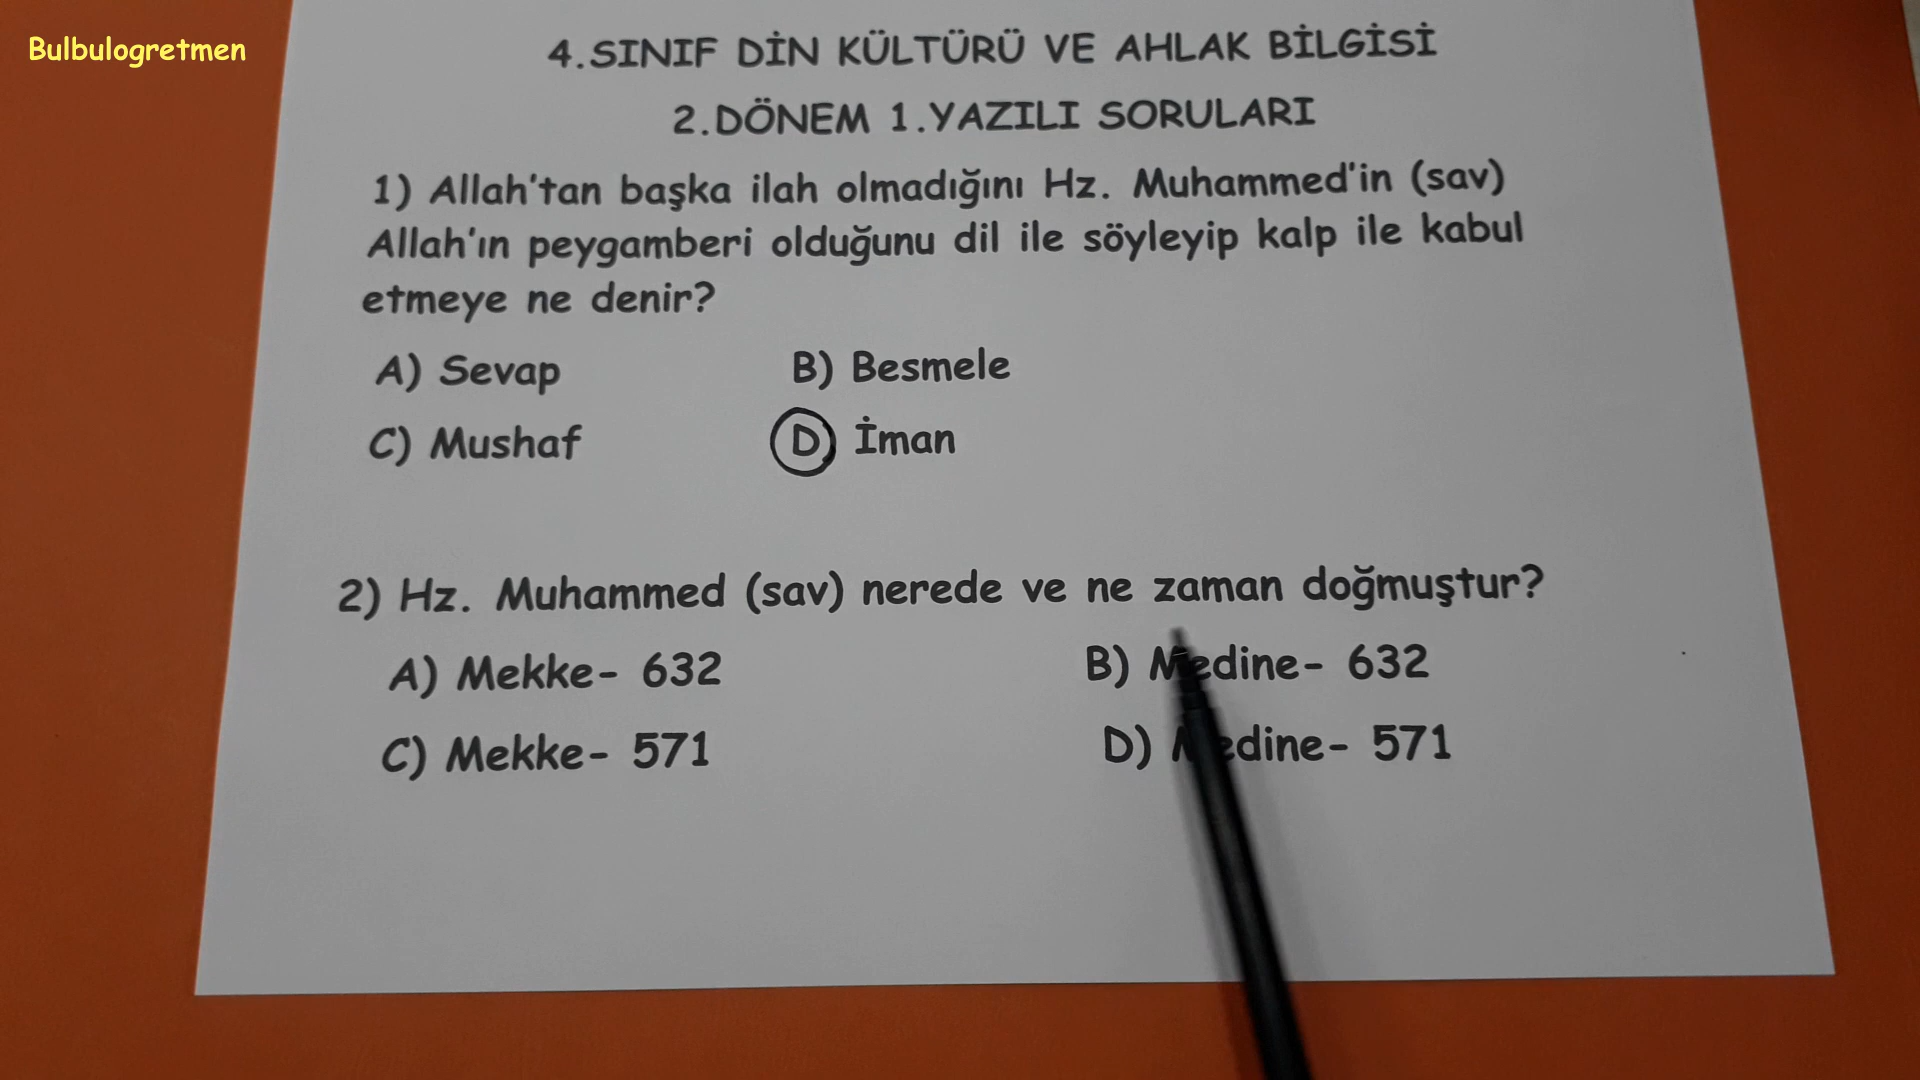 Bulbulogretmen
4.SINIF DİN KÜLTÜRÜ VE AHLAK BİLGİSİ
2.DÖNEM 1.YAZILI SORULARI
1) Allah'tan başka ilah olmadığını Hz. Muhammed'in (sav)
Allah'ın peygamberi olduğunu dil ile söyleyip kalp ile kabul
etmeye ne denir?
A) Sevap B) Besmele
C) Mushaf D) İman
2) Hz. Muhammed (sav) nerede ve ne zaman doğmuştur?
A) Mekke- 632 B) Medine- 632
C) Mekke- 571 D) Medine- 571